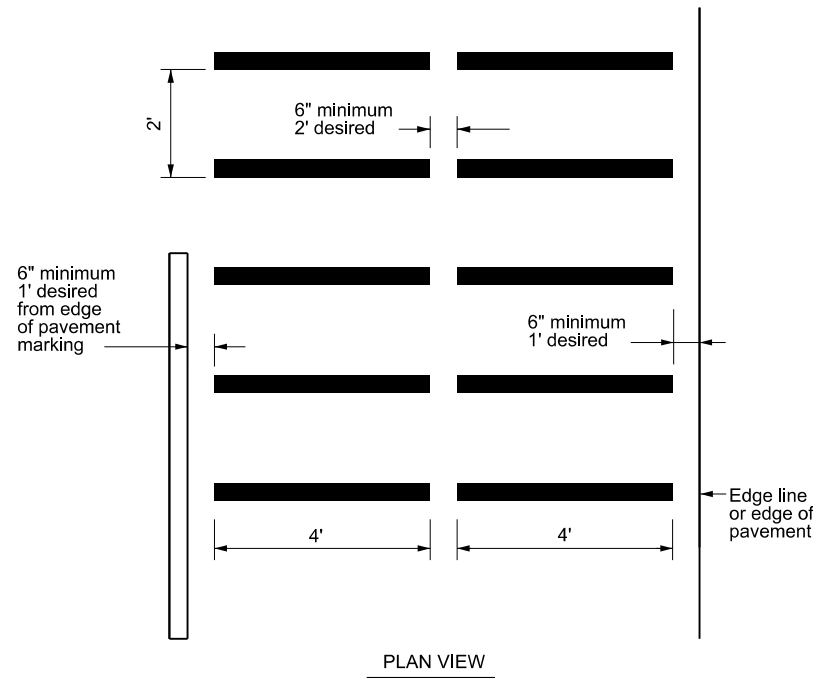 2'
6" minimum
2' desired
6" minimum
1' desired
from edge
of pavement
marking
6" minimum
1' desired
Edge line
or edge of
pavement
4'
4'
PLAN VIEW